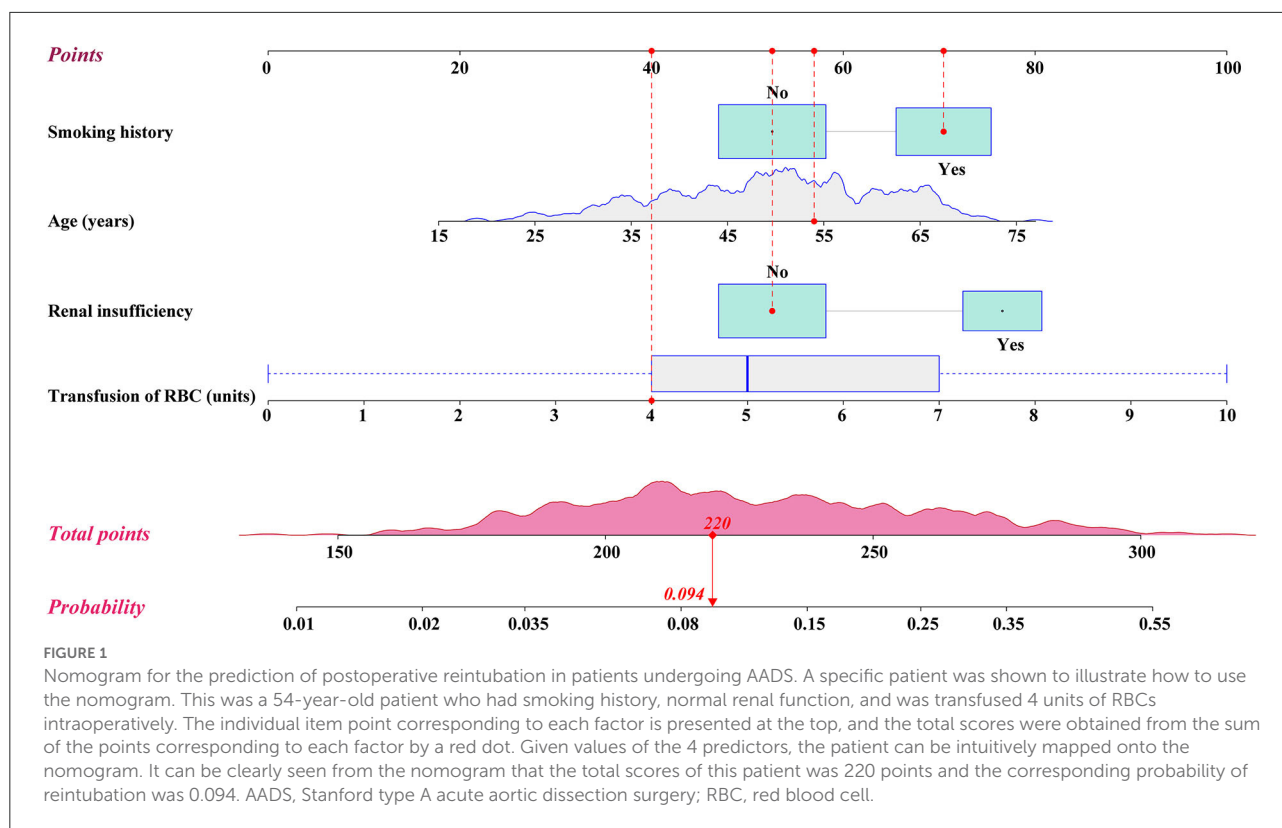 Points
0 20 40 60 80 100
No
Smoking history
Yes
Age (years)
15 25 35 45 55 65 75
No
Renal insufficiency
Yes
Transfusion of RBC (units)
0 1 2 3 4 5 6 7 8 9 10
220
Total points
150 200 250 300
0.094
Probability
0.01 0.02 0.035 0.08 0.15 0.25 0.35 0.55
FIGURE 1
Nomogram for the prediction of postoperative reintubation in patients undergoing AADS. A specific patient was shown to illustrate how to use
the nomogram. This was a 54-year-old patient who had smoking history, normal renal function, and was transfused 4 units of RBCs
intraoperatively. The individual item point corresponding to each factor is presented at the top, and the total scores were obtained from the sum
of the points corresponding to each factor by a red dot. Given values of the 4 predictors, the patient can be intuitively mapped onto the
nomogram. It can be clearly seen from the nomogram that the total scores of this patient was 220 points and the corresponding probability of
reintubation was 0.094. AADS, Stanford type A acute aortic dissection surgery; RBC, red blood cell.